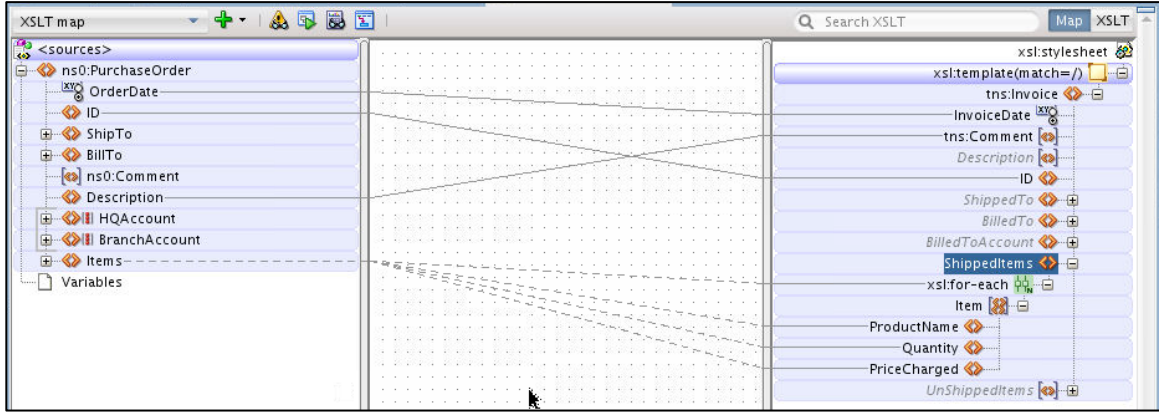 XSLT map
Search XSLT
Map XSLT
<sources>
ns0:PurchaseOrder
OrderDate
ID
ShipTo
BillTo
ns0:Comment
Description
HQAccount
BranchAccount
Items
Variables
xsl:stylesheet
xsl:template(match=/)
tns:Invoice
InvoiceDate
tns:Comment
Description
ID
ShippedTo
BilledTo
BilledToAccount
ShippedItems
xsl:for-each
Item
ProductName
Quantity
PriceCharged
UnShippedItems